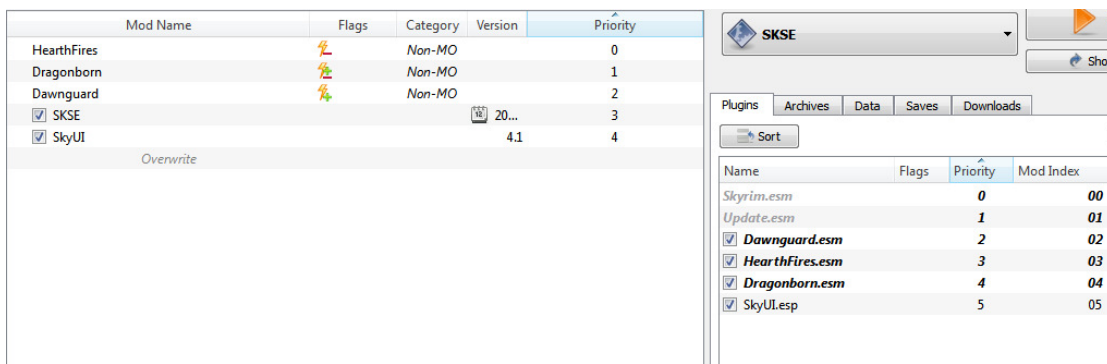 Mod Name Flags Category Version Priority
HearthFires Non-MO 0
Dragonborn Non-MO 1
Dawnguard Non-MO 2
SKSE 20... 3
SkyUI 4.1 4
Overwrite
SKSE
Sho
Plugins Archives Data Saves Downloads
Sort
Name Flags Priority Mod Index
Skyrim.esm 0 00
Update.esm 1 01
Dawnguard.esm 2 02
HearthFires.esm 3 03
Dragonborn.esm 4 04
SkyUI.esp 5 05